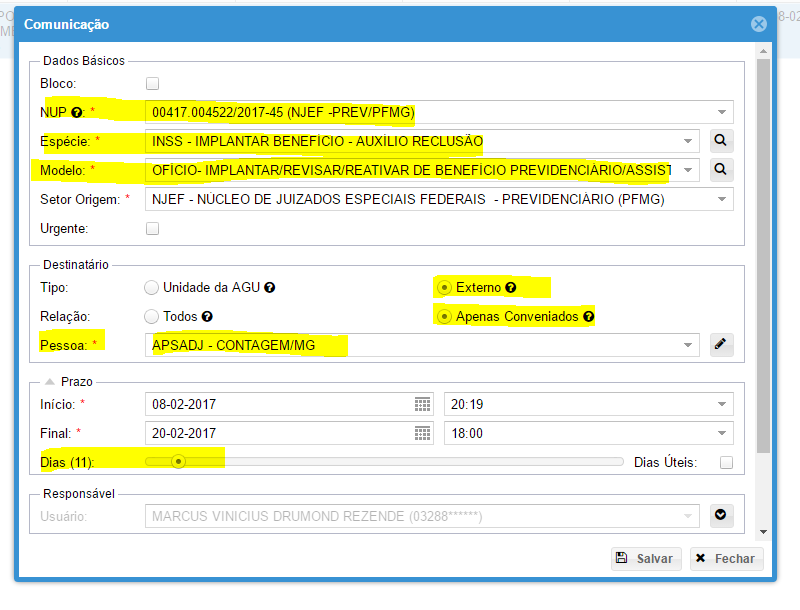 Comunicação
Dados Básicos
Bloco:
NUP ?: * 00417.004522/2017-45 (NJEF -PREV/PFMG)
Espécie: * INSS - IMPLANTAR BENEFÍCIO - AUXÍLIO RECLUSÃO
Modelo: * OFÍCIO- IMPLANTAR/REVISAR/REATIVAR DE BENEFÍCIO PREVIDENCIÁRIO/ASSIST
Setor Origem: * NJEF - NÚCLEO DE JUIZADOS ESPECIAIS FEDERAIS - PREVIDENCIÁRIO (PFMG)
Urgente:
Destinatário
Tipo: Unidade da AGU ? Externo ?
Relação: Todos ? Apenas Conveniados ?
Pessoa: * APSADJ - CONTAGEM/MG
Prazo
Início: * 08-02-2017 20:19
Final: * 20-02-2017 18:00
Dias (11): Dias Úteis:
Responsável
Usuário: MARCUS VINICIUS DRUMOND REZENDE (03288******)
Salvar Fechar